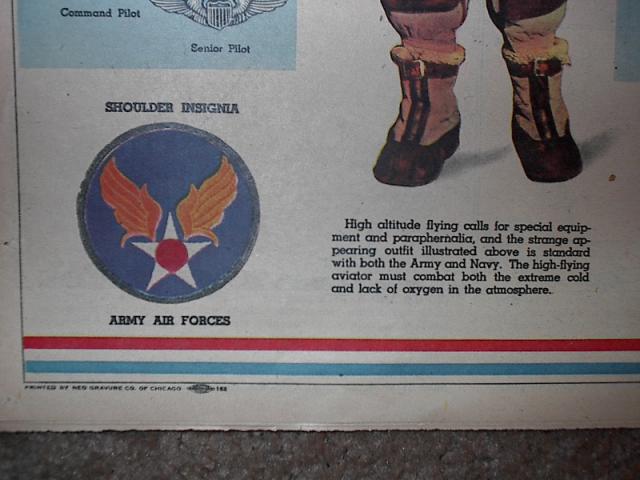 Command Pilot
Senior Pilot
SHOULDER INSIGNIA
ARMY AIR FORCES
High altitude flying calls for special equip-
ment and paraphernalia, and the strange ap-
pearing outfit illustrated above is standard
with both the Army and Navy. The high-flying
aviator must combat both the extreme cold
and lack of oxygen in the atmosphere.
PRINTED BY NEO GRAVURE CO. OF CHICAGO